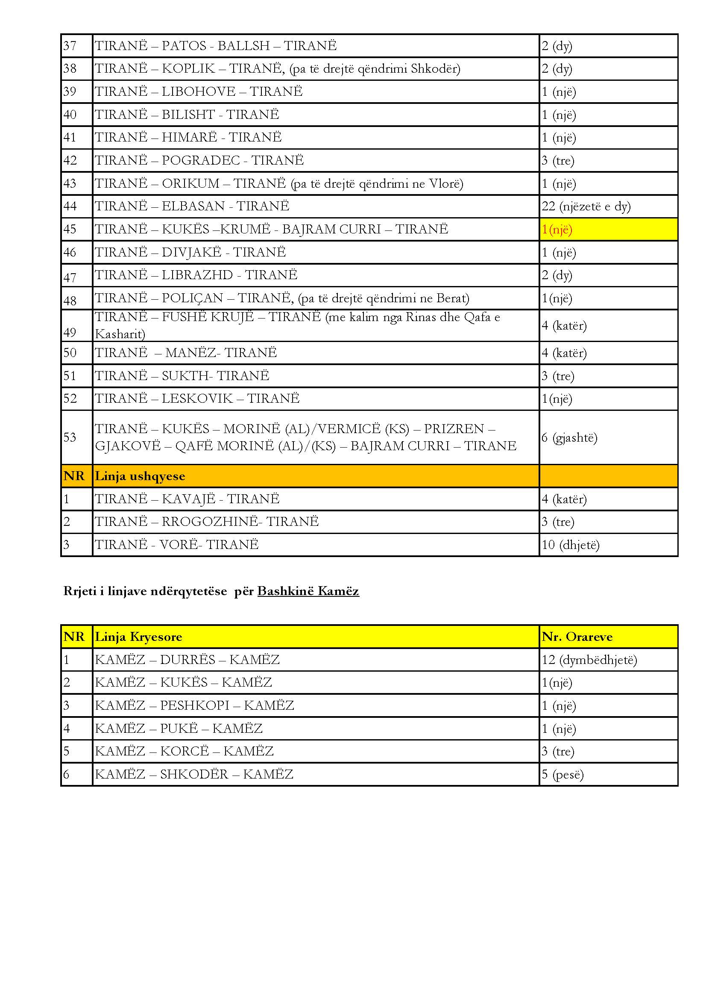 37 TIRANË – PATOS - BALLSH – TIRANË 2 (dy)
38 TIRANË – KOPLIK – TIRANË, (pa të drejtë qëndrimi Shkodër) 2 (dy)
39 TIRANË – LIBOHOVE – TIRANË 1 (një)
40 TIRANË – BILISHT - TIRANË 1 (një)
41 TIRANË – HIMARË - TIRANË 1 (një)
42 TIRANË – POGRADEC - TIRANË 3 (tre)
43 TIRANË – ORIKUM – TIRANË (pa të drejtë qëndrimi ne Vlorë) 1 (një)
44 TIRANË – ELBASAN - TIRANË 22 (njëzetë e dy)
45 TIRANË – KUKËS –KRUMË - BAJRAM CURRI – TIRANË 1(një)
46 TIRANË – DIVJAKË - TIRANË 1 (një)
47 TIRANË – LIBRAZHD - TIRANË 2 (dy)
48 TIRANË – POLIÇAN – TIRANË, (pa të drejtë qëndrimi ne Berat) 1(një)
49 TIRANË – FUSHË KRUJË – TIRANË (me kalim nga Rinas dhe Qafa e
Kasharit) 4 (katër)
50 TIRANË – MANËZ- TIRANË 4 (katër)
51 TIRANË – SUKTH- TIRANË 3 (tre)
52 TIRANË – LESKOVIK – TIRANË 1(një)
53 TIRANË – KUKËS – MORINË (AL)/VERMICË (KS) – PRIZREN –
GJAKOVË – QAFË MORINË (AL)/(KS) – BAJRAM CURRI – TIRANE 6 (gjashtë)
NR Linja ushqyese
1 TIRANË – KAVAJË - TIRANË 4 (katër)
2 TIRANË – RROGOZHINË- TIRANË 3 (tre)
3 TIRANË - VORË- TIRANË 10 (dhjetë)
Rrjeti i linjave ndërqytetëse për Bashkinë Kamëz
NR Linja Kryesore Nr. Orareve
1 KAMËZ – DURRËS – KAMËZ 12 (dymbëdhjetë)
2 KAMËZ – KUKËS – KAMËZ 1(një)
3 KAMËZ – PESHKOPI – KAMËZ 1 (një)
4 KAMËZ – PUKË – KAMËZ 1 (një)
5 KAMËZ – KORCË – KAMËZ 3 (tre)
6 KAMËZ – SHKODËR – KAMËZ 5 (pesë)